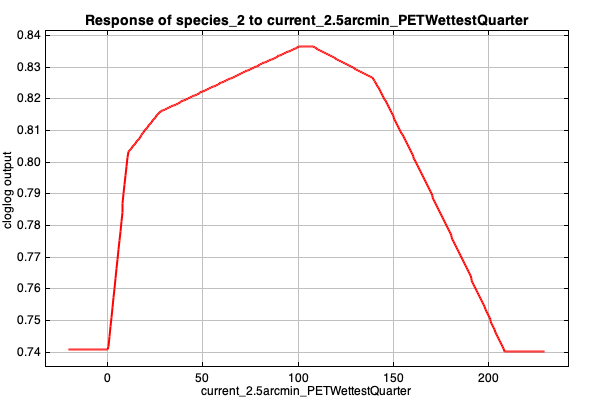 Response of species_2 to current_2.5arcmin_PETWettestQuarter
0.84
0.83
0.82
0.81
0.80
0.79
0.78
0.77
0.76
0.75
0.74
cloglog output
0 50 100 150 200
current_2.5arcmin_PETWettestQuarter